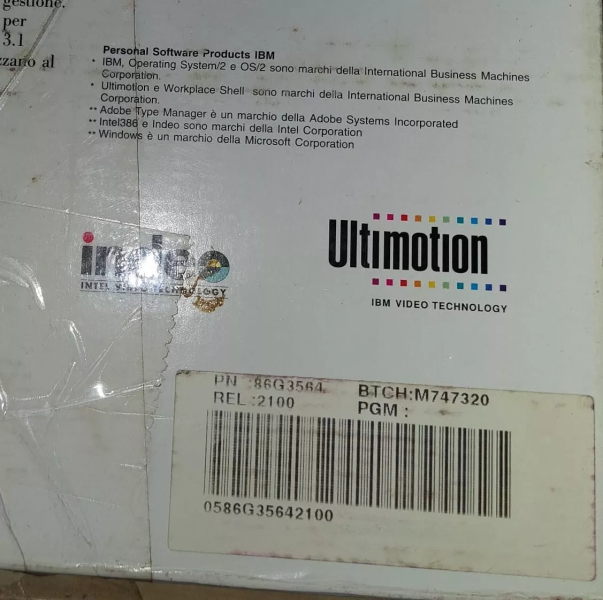 gestione.
per
3.1
zzano al
Personal Software Products IBM
* IBM, Operating System/2 e OS/2 sono marchi della International Business Machines
Corporation.
* Ultimotion e Workplace Shell sono marchi della International Business Machines
Corporation.
** Adobe Type Manager è un marchio della Adobe Systems Incorporated
** Intel386 e Indeo sono marchi della Intel Corporation
** Windows è un marchio della Microsoft Corporation
indeo
INTEL VIDEO TECHNOLOGY
Ultimotion
IBM VIDEO TECHNOLOGY
PN :86G3564 BTCH:M747320
REL :2100 PGM :
0586G35642100